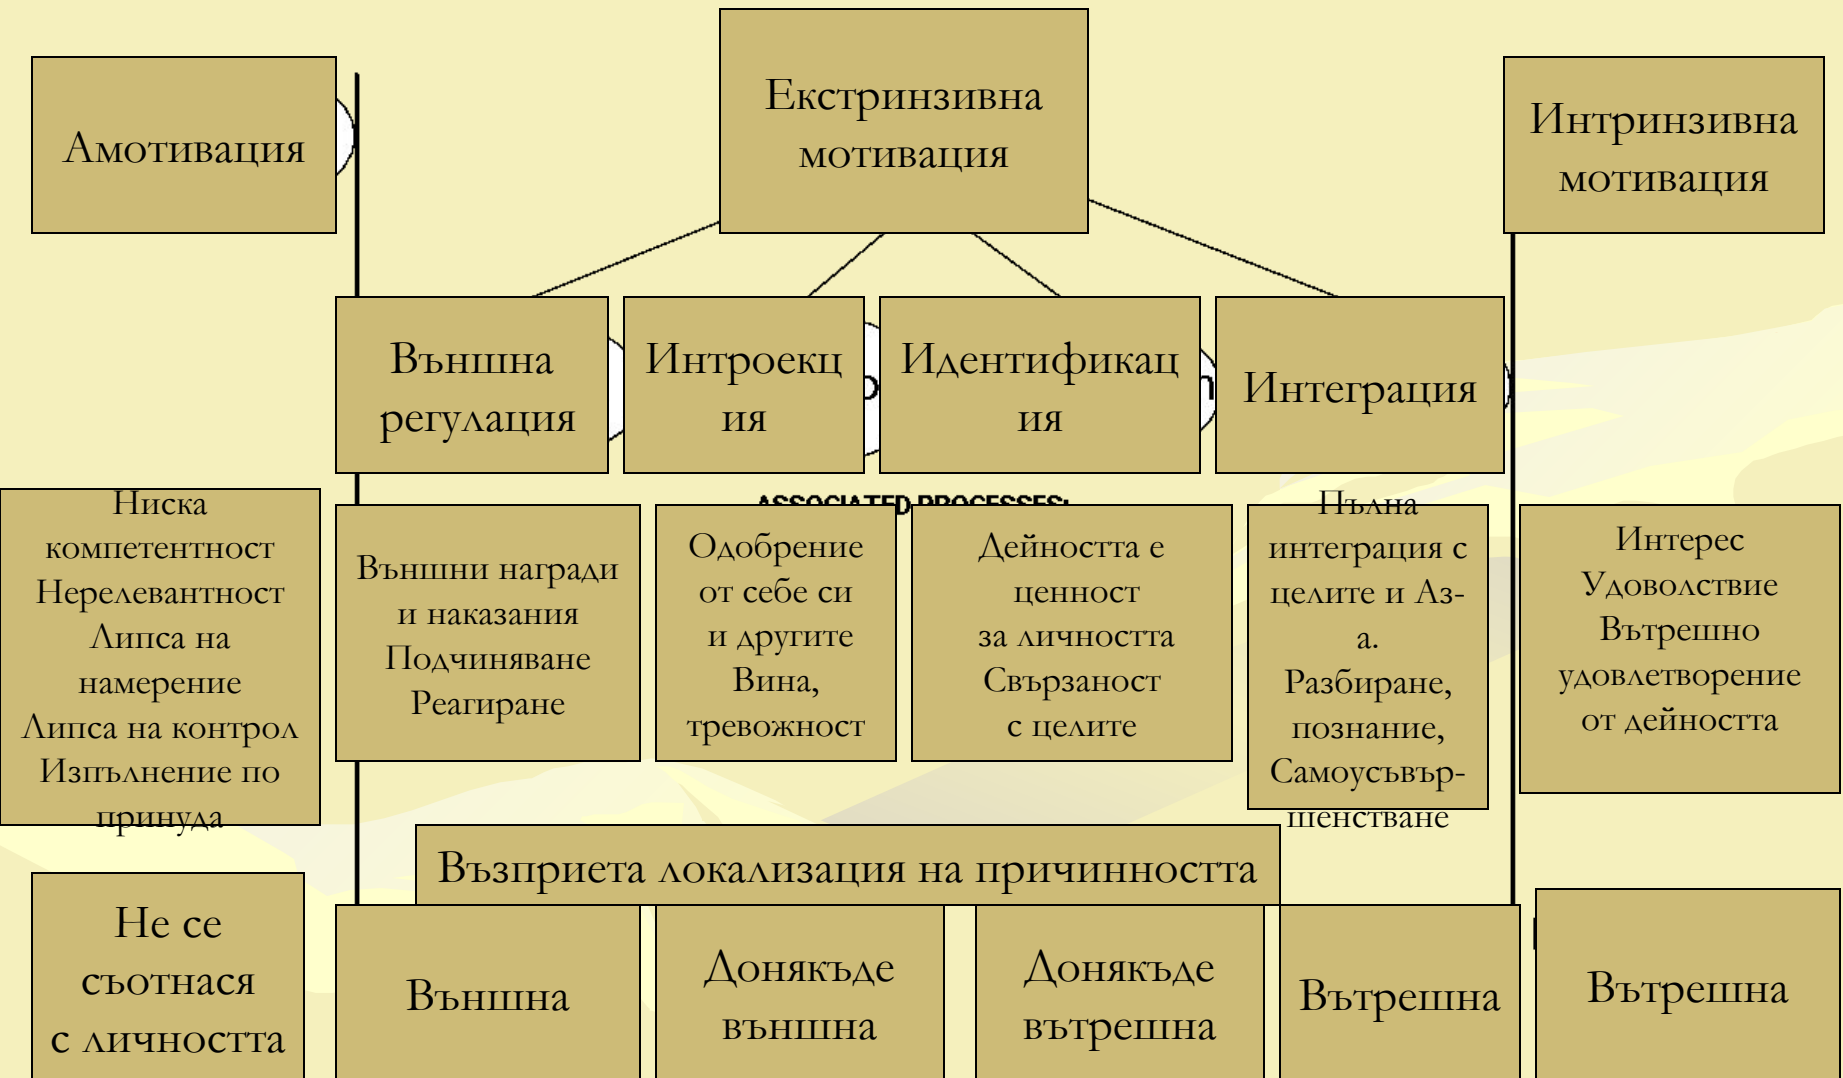 Амотивация
Екстринзивна
мотивация
Интринзивна
мотивация
Външна
регулация
Интроекц
ия
Идентификац
ия
Интеграция
ASSOCIATED PROCESSES:
Ниска
компетентност
Нерелевантност
Липса на
намерение
Липса на контрол
Изпълнение по
принуда
Външни награди
и наказания
Подчиняване
Реагиране
Одобрение
от себе си
и другите
Вина,
тревожност
Дейността е
ценност
за личността
Свързаност
с целите
Пълна
интеграция с
целите и Аз-
а.
Разбиране,
познание,
Самоусъвър-
шенстване
Интерес
Удоволствие
Вътрешно
удовлетворение
от дейността
Възприета локализация на причинността
Не се
съотнася
с личността
Външна
Донякъде
външна
Донякъде
вътрешна
Вътрешна
Вътрешна